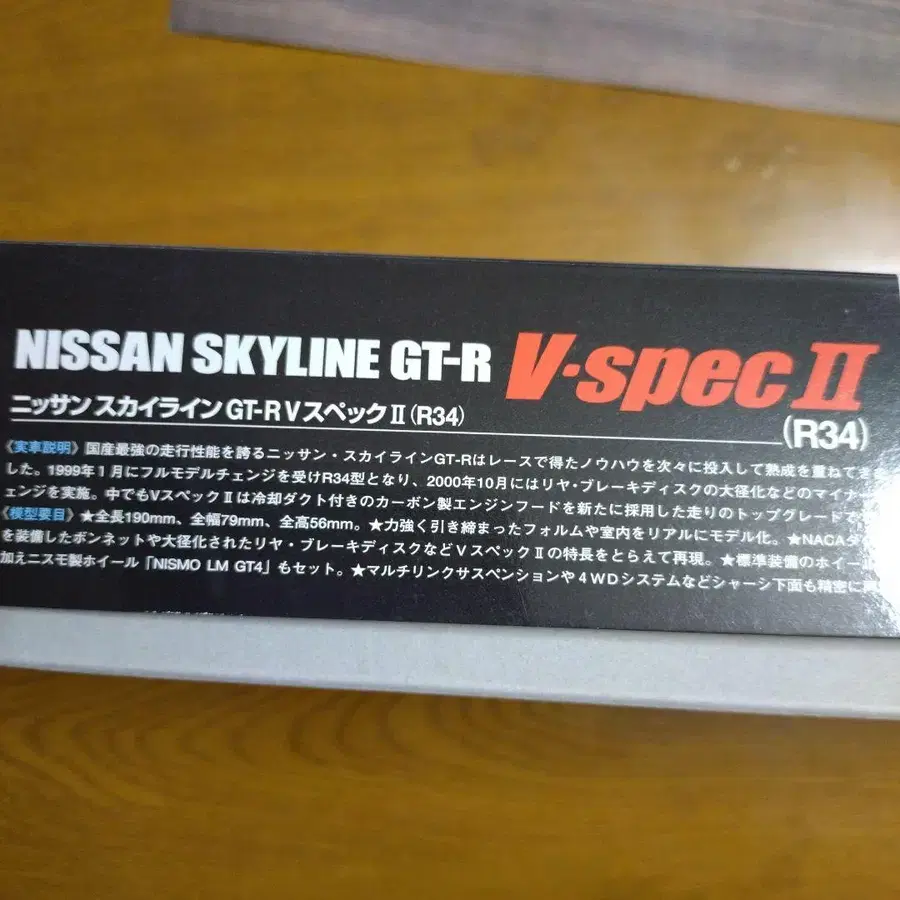 NISSAN SKYLINE GT-R V·spec II
(R34)
ニッサン スカイライン GT-R V スペック II (R34)
《実車説明》国産最強の走行性能を誇るニッサン・スカイラインGT-Rはレースで得たノウハウを次々に投入して熟成を重ねてき
した。1999年1月にフルモデルチェンジを受けR34型となり、2000年10月にはリヤ・ブレーキディスクの大径化などのマイナ
ェンジを実施。中でもVスペックIIは冷却ダクト付きのカーボン製エンジンフードを新たに採用した走りのトップグレードで
《模型要目》★全長190mm、全幅79mm、全高56mm。★力強く引き締まったフォルムや室内をリアルにモデル化。★NACAダ
を装備したボンネットや大径化されたリヤ・ブレーキディスクなどVスペックIIの特長をとらえて再現。★標準装備のホイー
加えニスモ製ホイール「NISMO LM GT4」もセット。★マルチリンクサスペンションや4WDシステムなどシャーシ下面も精密に